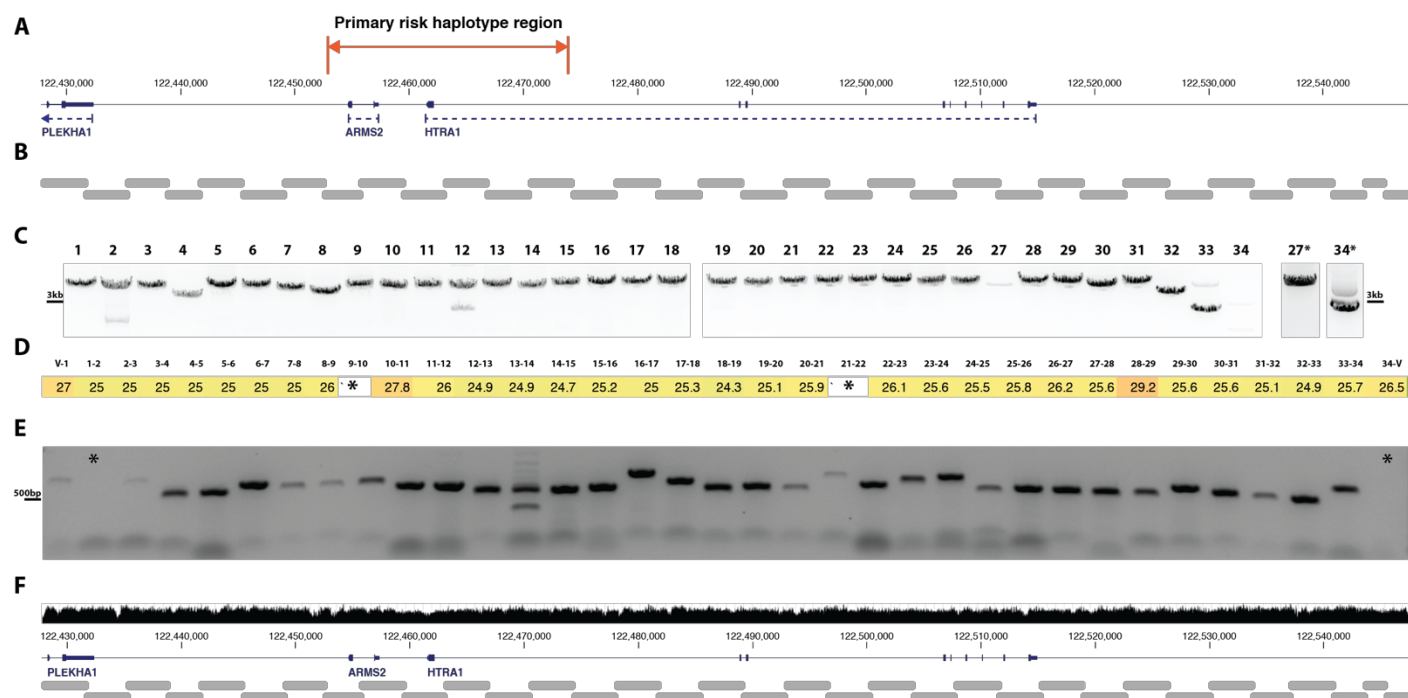 A
Primary risk haplotype region
122,430,000 122,440,000 122,450,000 122,460,000 122,470,000 122,480,000 122,490,000 122,500,000 122,510,000 122,520,000 122,530,000 122,540,000
PLEKHA1 ARMS2 HTRA1
B
C
1 2 3 4 5 6 7 8 9 10 11 12 13 14 15 16 17 18 19 20 21 22 23 24 25 26 27 28 29 30 31 32 33 34 27* 34*
3kb 3kb
D
V-1 1-2 2-3 3-4 4-5 5-6 6-7 7-8 8-9 9-10 10-11 11-12 12-13 13-14 14-15 15-16 16-17 17-18 18-19 19-20 20-21 21-22 22-23 23-24 24-25 25-26 26-27 27-28 28-29 29-30 30-31 31-32 32-33 33-34 34-V
27 25 25 25 25 25 25 25 26 * 27.8 26 24.9 24.9 24.7 25.2 25 25.3 24.3 25.1 25.9 * 26.1 25.6 25.5 25.8 26.2 25.6 29.2 25.6 25.6 25.1 24.9 25.7 26.5
E
* *
500bp
F
122,430,000 122,440,000 122,450,000 122,460,000 122,470,000 122,480,000 122,490,000 122,500,000 122,510,000 122,520,000 122,530,000 122,540,000
PLEKHA1 ARMS2 HTRA1